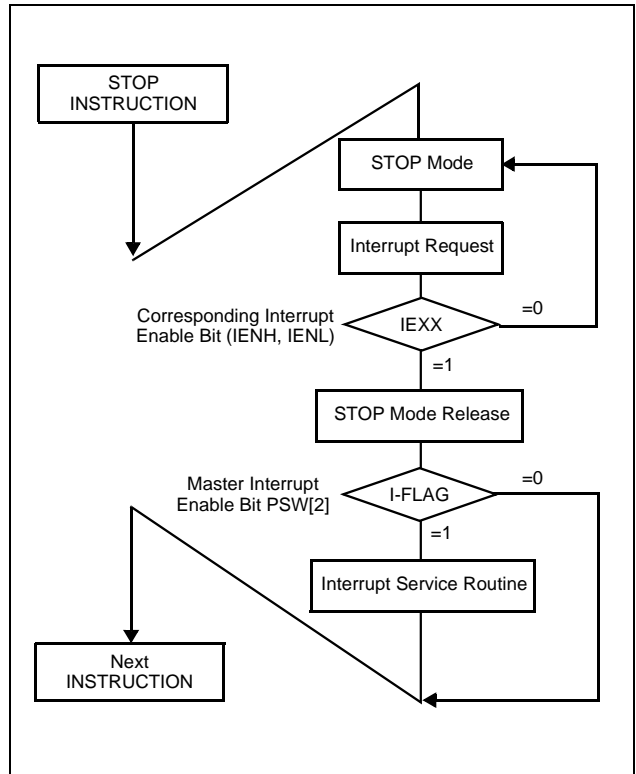 STOP
INSTRUCTION
STOP Mode
Interrupt Request
Corresponding Interrupt
Enable Bit (IENH, IENL)
IEXX
=0
=1
STOP Mode Release
Master Interrupt
Enable Bit PSW[2]
I-FLAG
=0
=1
Interrupt Service Routine
Next
INSTRUCTION